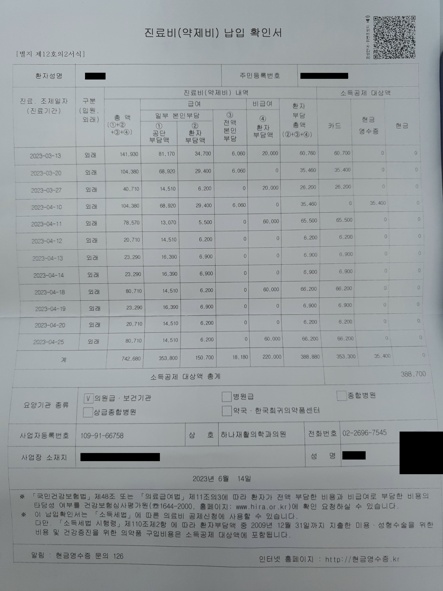 진료비(약제비) 납입 확인서
[별지 제12호의2서식]
환자성명 주민등록번호
진료비(약제비) 내역 소득공제 대상액
진료. 조제일자 (진료기간) 구분 (입원 외래) 총 액 (①+②+③+④) 급여 비급여 환자 부담 총액 (②+③+④) 카드 현금 영수증 현금
일부 본인부담 ③ 전액 본인 부담 ④ 환자 부담액
① 공단 부담액 ② 환자 부담액
2023-02-13 외래 141,930 81,170 34,700 6,060 20,000 60,760 60,700 0 0
2023-03-20 외래 104,380 68,920 29,400 6,060 0 35,460 35,400 0 0
2023-03-27 외래 40,710 14,510 6,200 0 20,000 26,200 26,200 0 0
2023-04-10 외래 104,380 68,920 29,400 6,060 0 35,460 0 35,400 0
2023-04-11 외래 78,570 13,070 5,500 0 60,000 65,500 65,500 0 0
2023-04-12 외래 20,710 14,510 6,200 0 0 6,200 6,200 0 0
외래 23,290 16,390 6,900 0 0 6,900 6,900 0 0
2023-04-14 외래 23,290 16,390 6,900 0 0 6,900 6,900 0 0
외래 80,710 14,510 6,200 0 60,000 66,200 66,200 0 0
외래 16,390 6,900 0 0 6,900 6,900 0 0
2023-04-20 외래 20,710 14,510 6,200 0 0 6,200 6,200 0 0
2023-04-25 외래 80,710 14,510 6,200 0 60,000 66,200 66,200 0 0
계 742,680 353,800 150,700 18,180 220,000 388,880 353,300 35,400 0
소득공제 대상액 총계 388,700
요양기관 종류 [V]의원급·보건기관 병원급 종합병원
상급종합병원 약국·한국희귀의약품센터
사업자등록번호 109-91-66758 상 호 하나재활의학과의원 전화번호 02-2696-7545
사업장 소재지 성 명
2023년 6월 14일
※ 「국민건강보험법」제48조 또는 「의료급여법」제11조의3에 따라 환자가 전액 부담한 비용과 비급여로 부담한 비용의
타당성 여부를 건강보험심사평가원(☎1644-2000, 홈페이지: www.hira.or.kr)에 확인 요청하실 수 있습니다.
※ 이 납입확인서는 「소득세법」에 따른 의료비 공제신청에 사용할 수 있습니다.
다만 「소득세법 시행령」제110조제2항 에 따라 환자부담액 중 2009년 12월 31일까지 지출한 미용 성형수술을 위한
비용 및 건강증진을 위한 의약품 구입비용은 소득공제 대상액에 포함됩니다.
알림 : 현금영수증 문의 126 인터넷 홈페이지 : http://현금영수증.kr